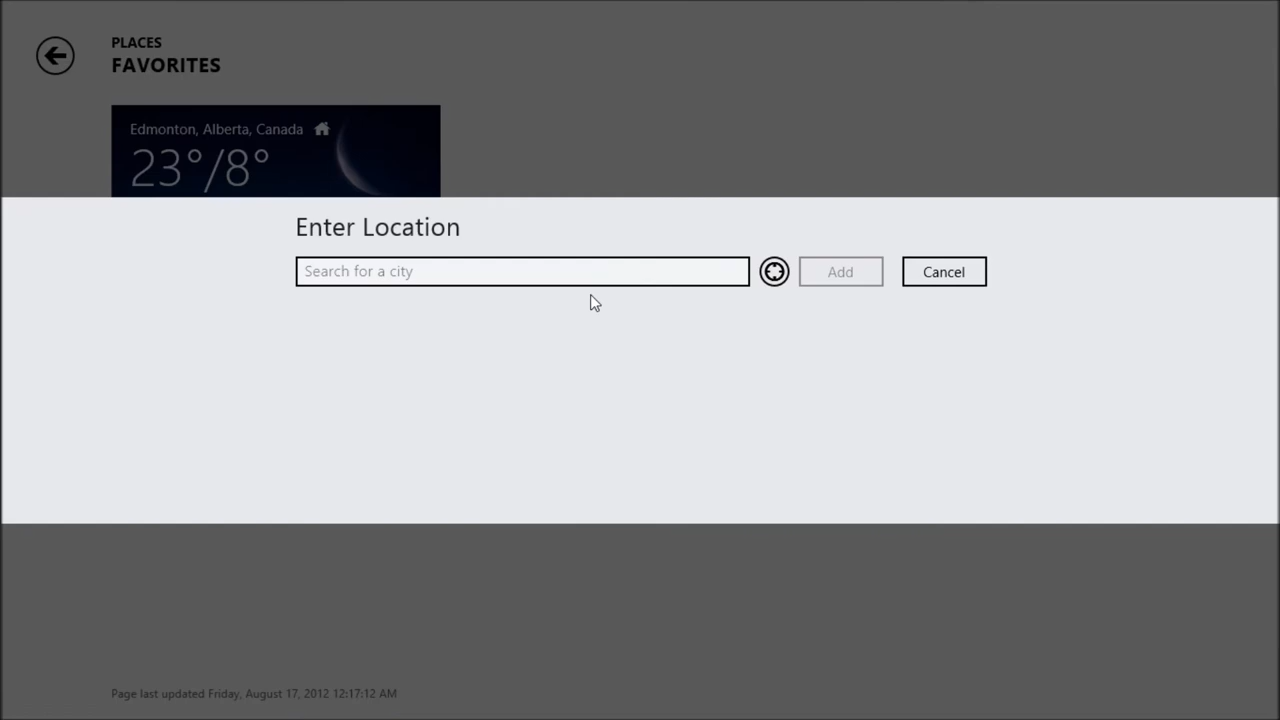 PLACES
FAVORITES
Edmonton, Alberta, Canada
23°/8°
Enter Location
Search for a city
Add
Cancel
Page last updated Friday, August 17, 2012 12:17:12 AM